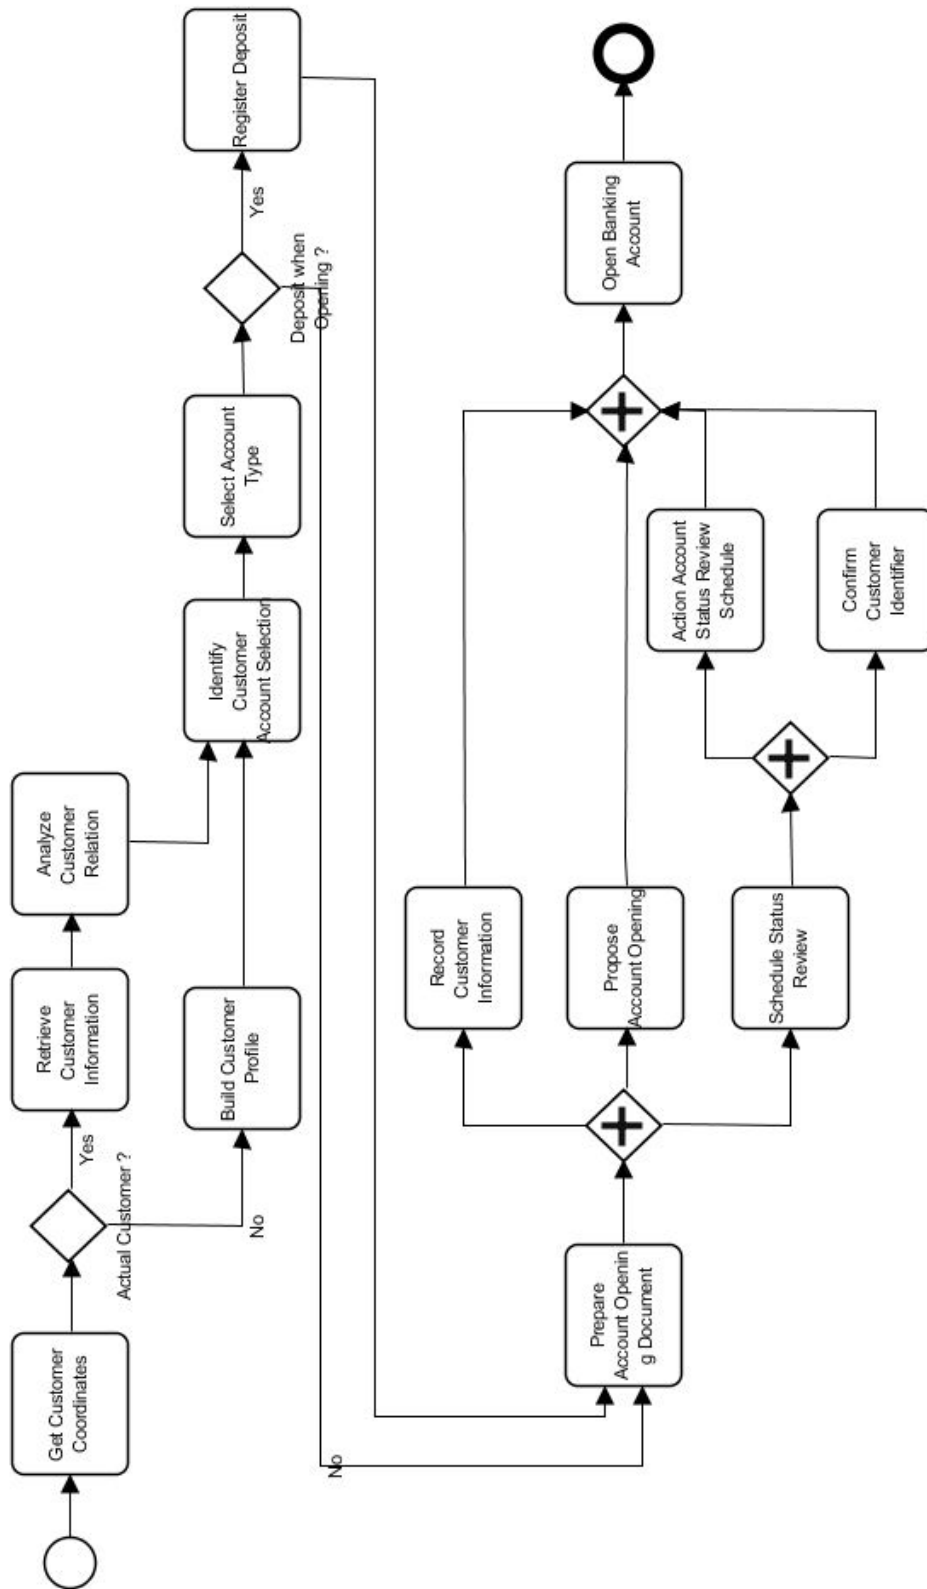 Get Customer
Coordinates
Actual Customer ?
Yes
No
Retrieve
Customer
Information
Analyze
Customer
Relation
Build Customer
Profile
Identify
Customer
Account Selection
Select Account
Type
Deposit when
Opening ?
Yes
No
Register Deposit
Prepare
Account Openin
g Document
Record
Customer
Information
Propose
Account Opening
Schedule Status
Review
Action Account
Status Review
Schedule
Confirm
Customer
Identifier
Open Banking
Account